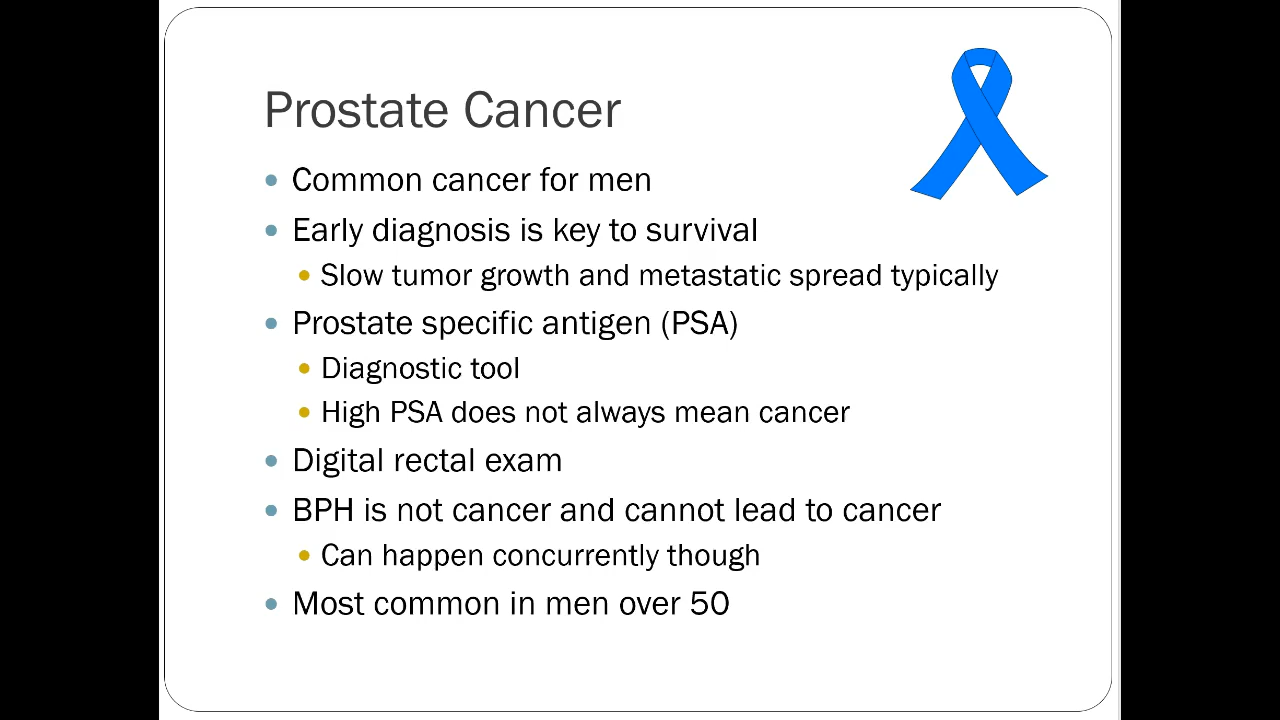 Prostate Cancer
Common cancer for men
Early diagnosis is key to survival
Slow tumor growth and metastatic spread typically
Prostate specific antigen (PSA)
Diagnostic tool
High PSA does not always mean cancer
Digital rectal exam
BPH is not cancer and cannot lead to cancer
Can happen concurrently though
Most common in men over 50